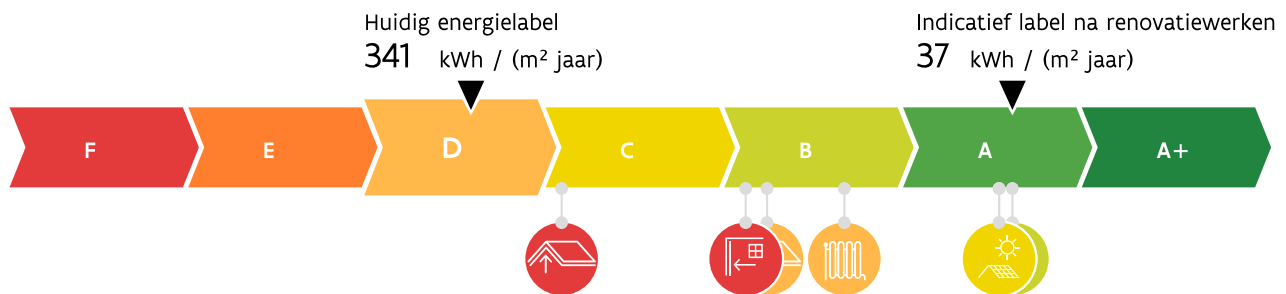 Huidig energielabel
341 kWh / (m² jaar)
Indicatief label na renovatiewerken
37 kWh / (m² jaar)
F E D C B A A+